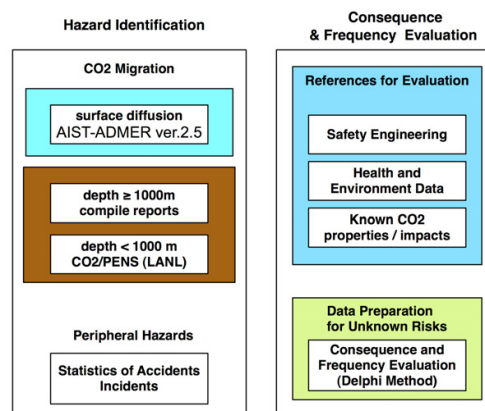 Hazard Identification
CO2 Migration
surface diffusion
AIST-ADMER ver.2.5
depth ≥ 1000m
compile reports
depth < 1000 m
CO2/PENS (LANL)
Peripheral Hazards
Statistics of Accidents
Incidents
Consequence
& Frequency Evaluation
References for Evaluation
Safety Engineering
Health and
Environment Data
Known CO2
properties / impacts
Data Preparation
for Unknown Risks
Consequence and
Frequency Evaluation
(Delphi Method)